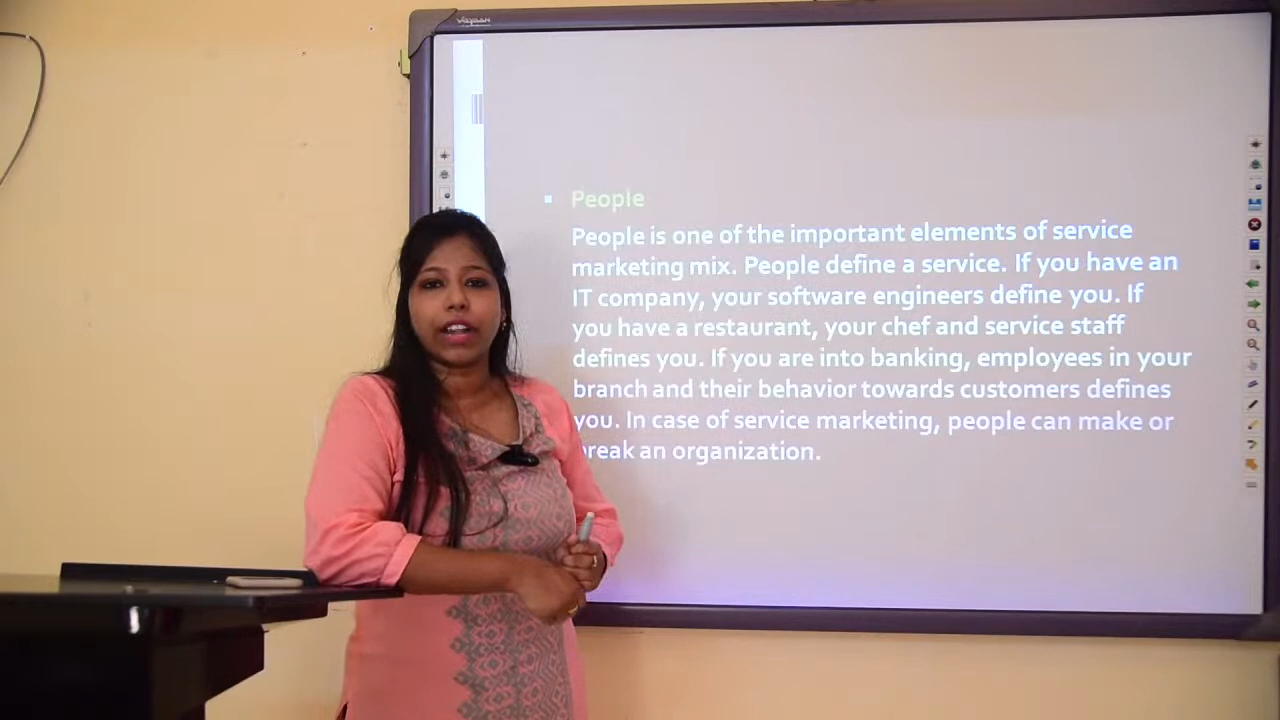 Vizplan
People
People is one of the important elements of service
marketing mix. People define a service. If you have an
IT company, your software engineers define you. If
you have a restaurant, your chef and service staff
defines you. If you are into banking, employees in your
branch and their behavior towards customers defines
you. In case of service marketing, people can make or
break an organization.